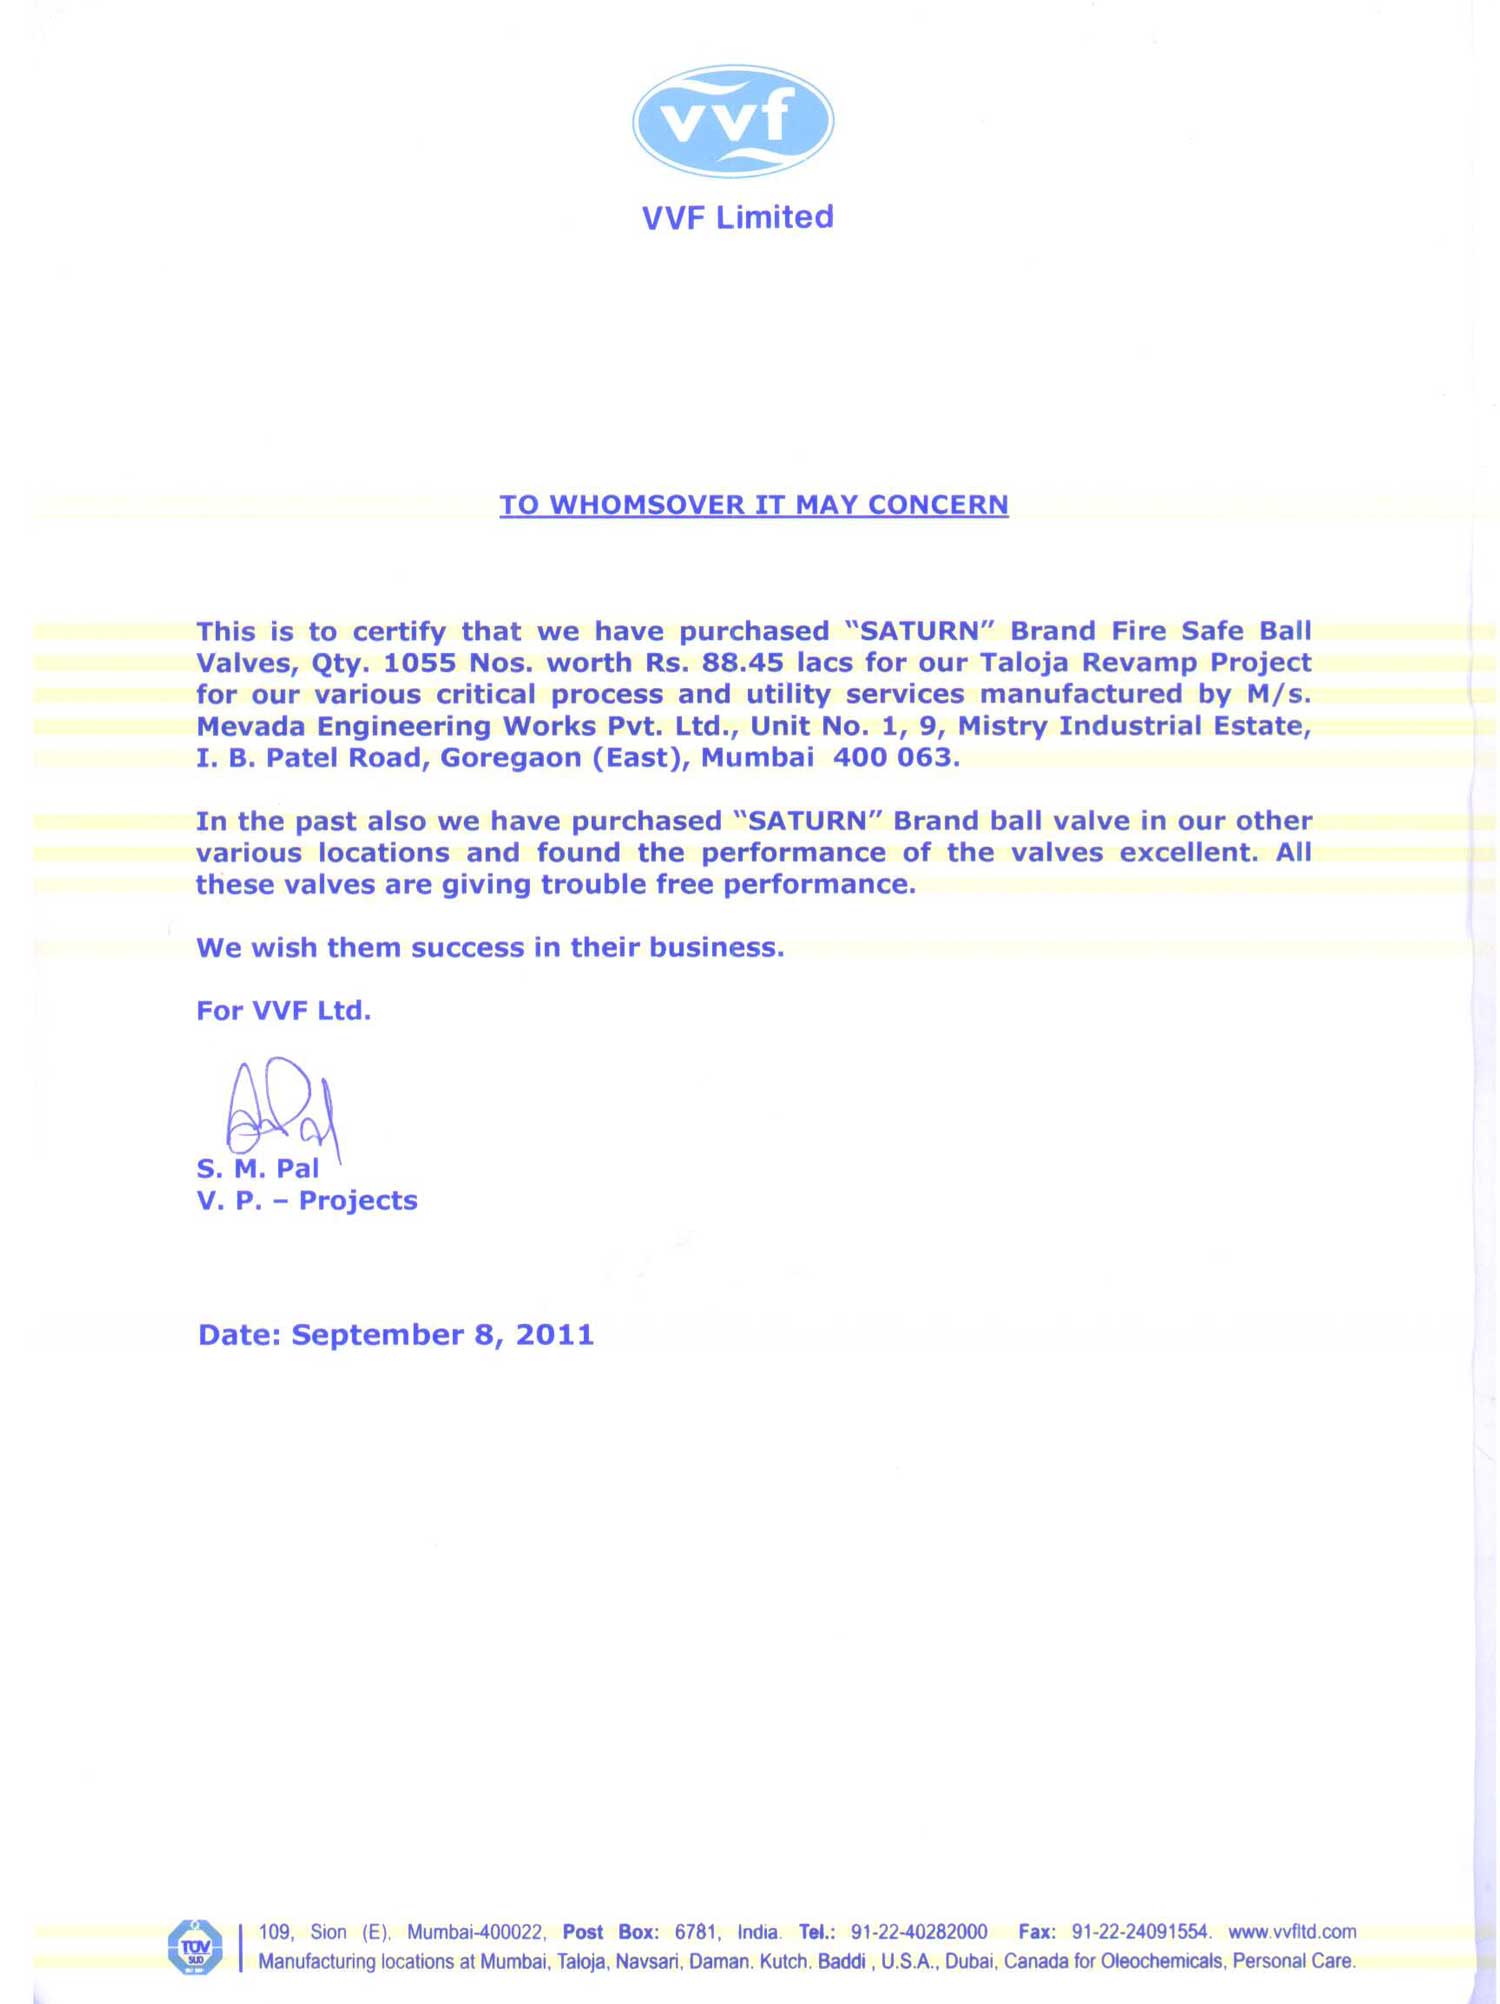 vvf
VVF Limited
TO WHOMSOVER IT MAY CONCERN
This is to certify that we have purchased “SATURN” Brand Fire Safe Ball
Valves, Qty. 1055 Nos. worth Rs. 88.45 lacs for our Taloja Revamp Project
for our various critical process and utility services manufactured by M/s.
Mevada Engineering Works Pvt. Ltd., Unit No. 1, 9, Mistry Industrial Estate,
I. B. Patel Road, Goregaon (East), Mumbai 400 063.
In the past also we have purchased “SATURN” Brand ball valve in our other
various locations and found the performance of the valves excellent. All
these valves are giving trouble free performance.
We wish them success in their business.
For VVF Ltd.
S. M. Pal
V. P. – Projects
Date: September 8, 2011
TÜV
SÜD
109, Sion (E), Mumbai-400022, Post Box: 6781, India. Tel.: 91-22-40282000 Fax: 91-22-24091554. www.vvfltd.com
Manufacturing locations at Mumbai, Taloja, Navsari, Daman. Kutch. Baddi , U.S.A., Dubai, Canada for Oleochemicals, Personal Care.